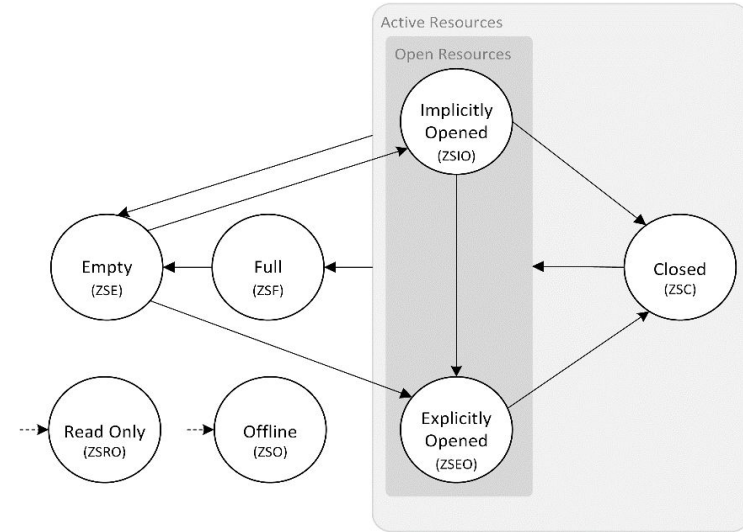 Active Resources
Open Resources
Implicitly
Opened
(ZSIO)
Empty
(ZSE)
Full
(ZSF)
Closed
(ZSC)
Read Only
(ZSRO)
Offline
(ZSO)
Explicitly
Opened
(ZSEO)